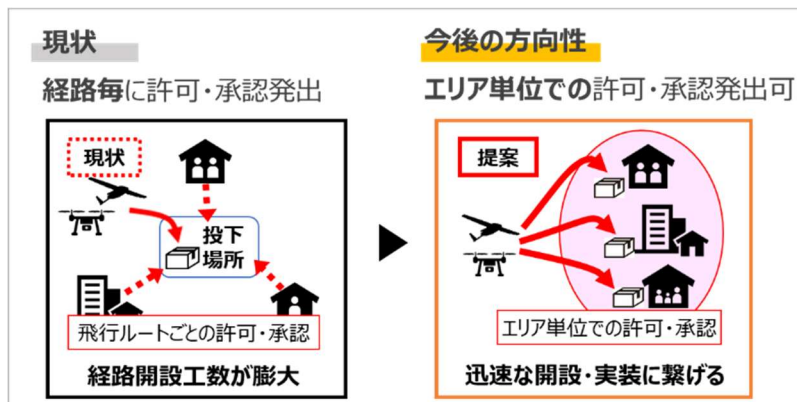 現状
経路毎に許可・承認発出
現状
投下
場所
飛行ルートごとの許可・承認
経路開設工数が膨大
今後の方向性
エリア単位での許可・承認発出可
提案
エリア単位での許可・承認
迅速な開設・実装に繋げる